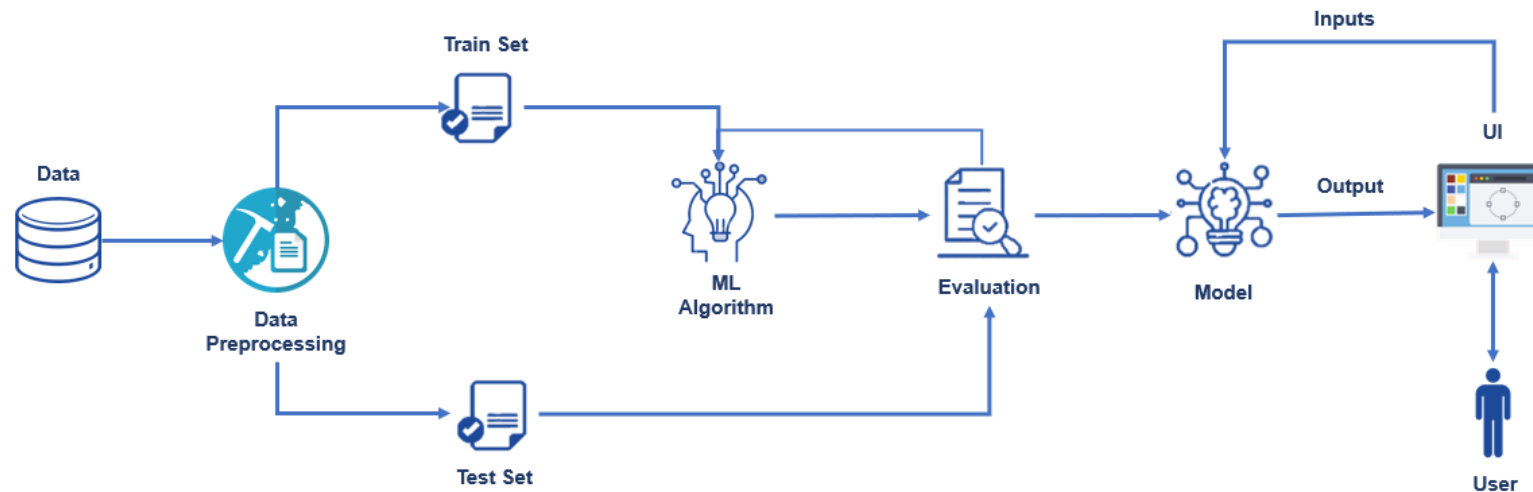 Inputs
Train Set
UI
Data
Output
ML
Algorithm
Evaluation
Model
Data
Preprocessing
Test Set
User